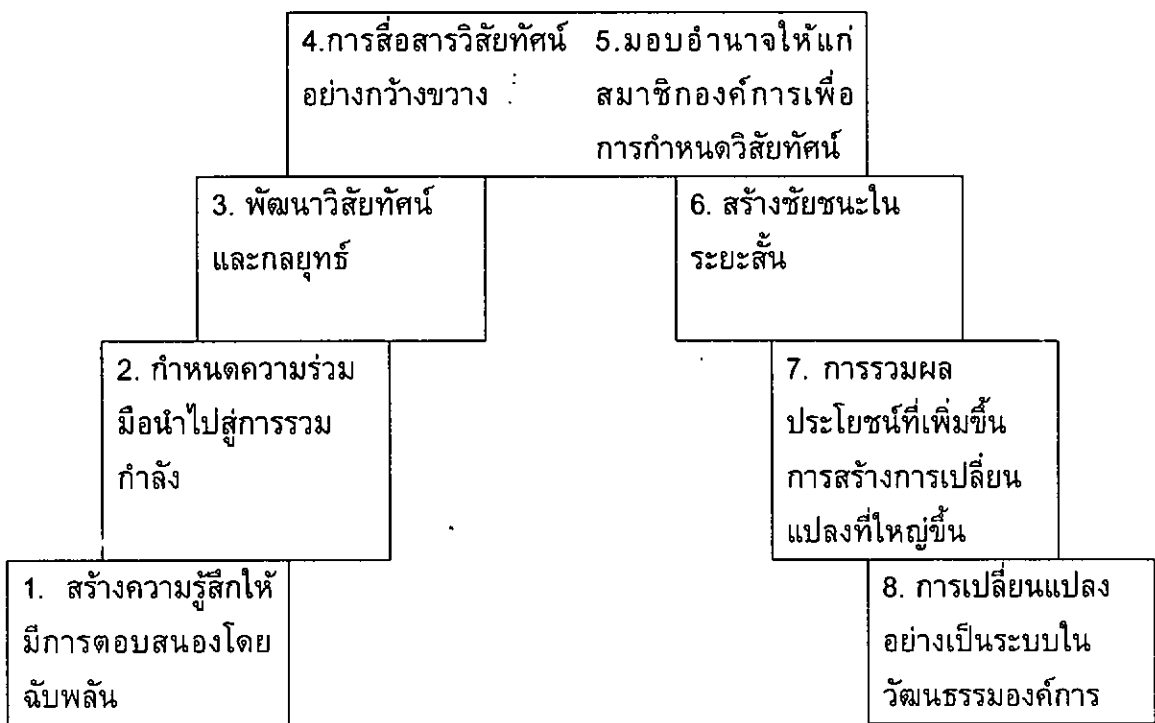 4.การสื่อสารวิสัยทัศน์
อย่างกว้างขวาง
5.มอบอำนาจให้แก่
สมาชิกองค์การเพื่อ
การกำหนดวิสัยทัศน์
3. พัฒนาวิสัยทัศน์
และกลยุทธ์
6. สร้างชัยชนะใน
ระยะสั้น
2. กำหนดความร่วม
มือนำไปสู่การรวม
กำลัง
7. การรวมผล
ประโยชน์ที่เพิ่มขึ้น
การสร้างการเปลี่ยน
แปลงที่ใหญ่ขึ้น
1. สร้างความรู้สึกให้
มีการตอบสนองโดย
ฉับพลัน
8. การเปลี่ยนแปลง
อย่างเป็นระบบใน
วัฒนธรรมองค์การ